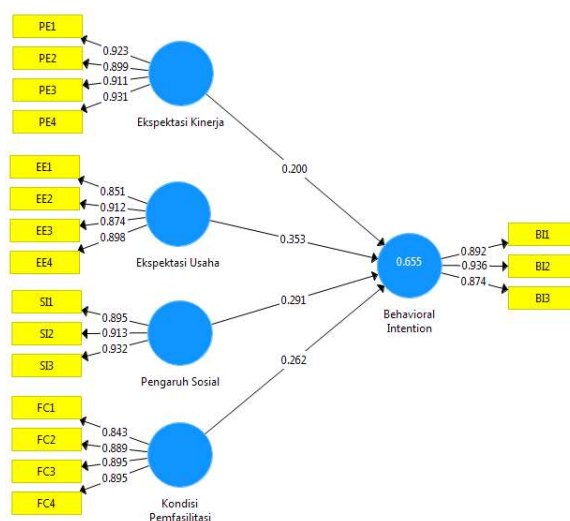 PE1
PE2
PE3
PE4
0.923
0.899
0.911
0.931
Ekspektasi Kinerja
0.200
EE1
EE2
EE3
EE4
0.851
0.912
0.874
0.898
Ekspektasi Usaha
0.353
SI1
SI2
SI3
0.895
0.913
0.932
Pengaruh Sosial
0.291
FC1
FC2
FC3
FC4
0.843
0.889
0.895
0.895
Kondisi
Pemfasilitasi
0.262
0.655
Behavioral
Intention
0.892
0.936
0.874
BI1
BI2
BI3